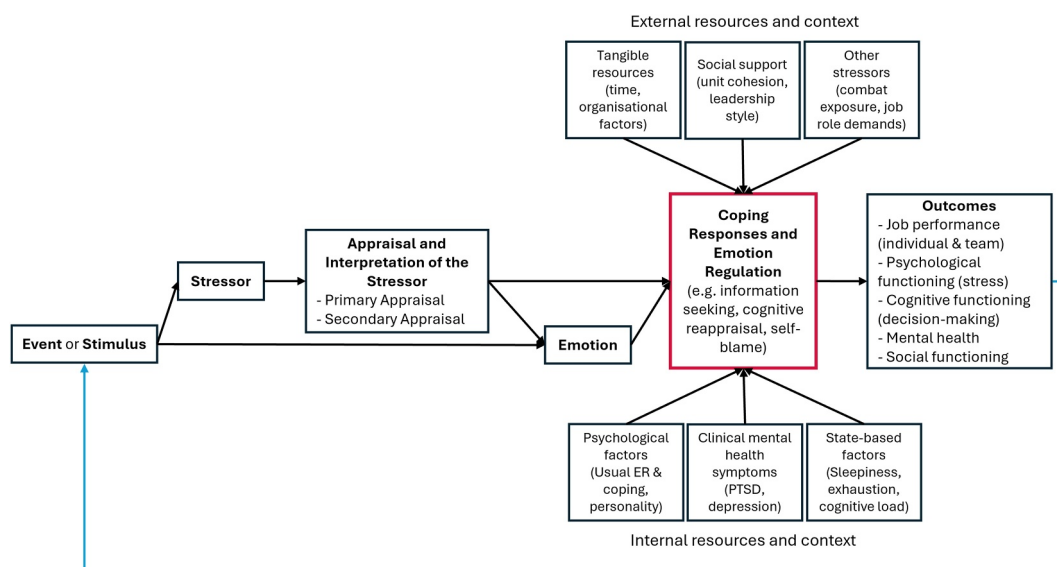 External resources and context
Tangible
resources
(time,
organisational
factors)
Social support
(unit cohesion,
leadership
style)
Other
stressors
(combat
exposure, job
role demands)
Event or Stimulus
Stressor
Appraisal and
Interpretation of the
Stressor
- Primary Appraisal
- Secondary Appraisal
Emotion
Coping
Responses and
Emotion
Regulation
(e.g. information
seeking, cognitive
reappraisal, self-
blame)
Outcomes
- Job performance
(individual & team)
- Psychological
functioning (stress)
- Cognitive functioning
(decision-making)
- Mental health
- Social functioning
Psychological
factors
(Usual ER &
coping,
personality)
Clinical mental
health
symptoms
(PTSD,
depression)
State-based
factors
(Sleepiness,
exhaustion,
cognitive load)
Internal resources and context